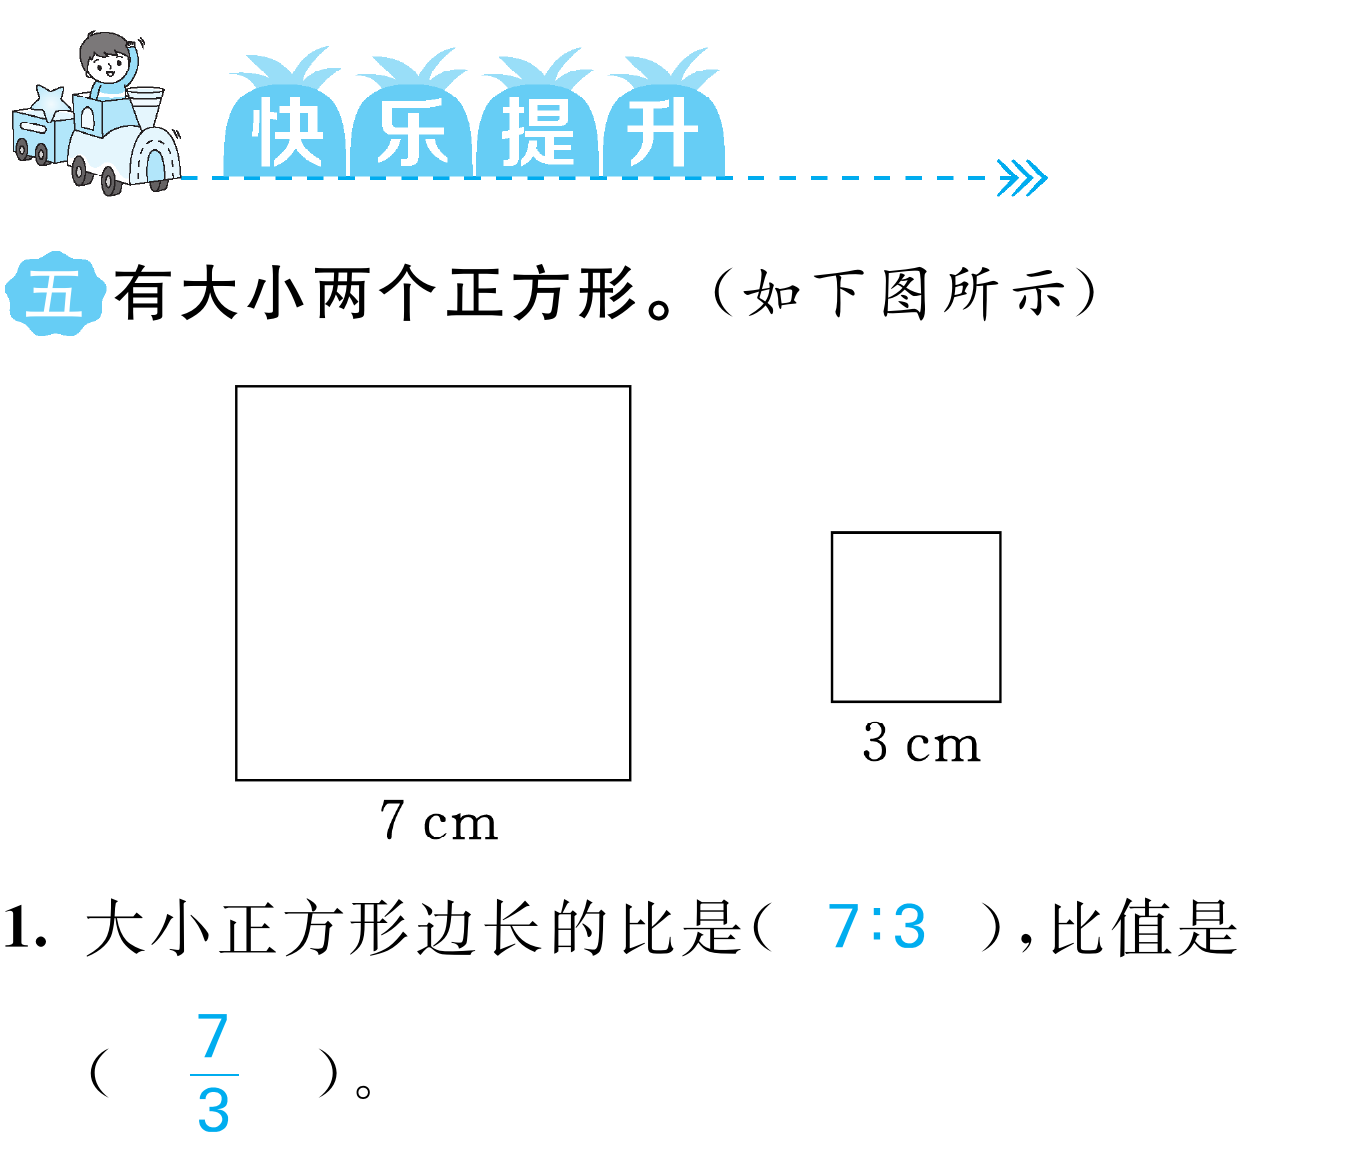 快乐提升
五 有大小两个正方形。(如下图所示)
3 cm
7 cm
1. 大小正方形边长的比是( 7∶3 ),比值是
( 7/3 )。